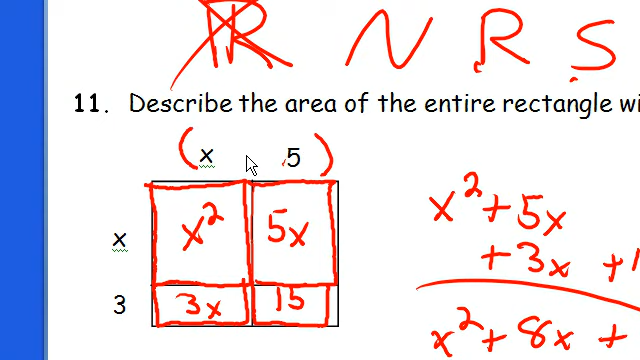 R N R S
11. Describe the area of the entire rectangle wi
( x 5 )
x x² 5x
3 3x 15
x² + 5x
+ 3x +1
x² + 8x +